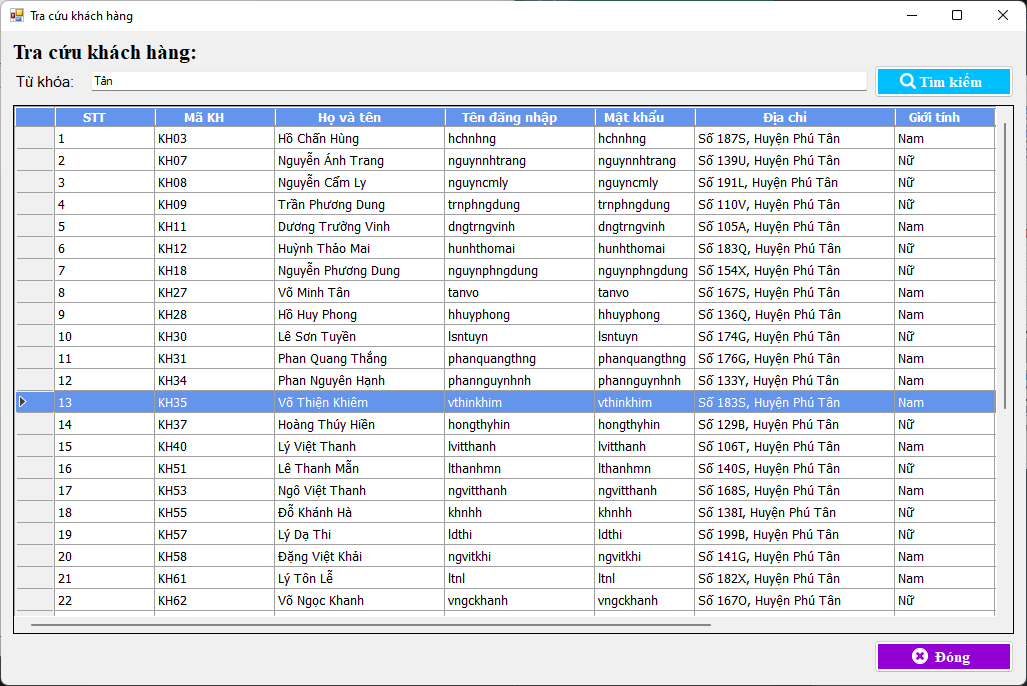 Tra cứu khách hàng
Tra cứu khách hàng:
Từ khóa: Tân Tìm kiếm
STT Mã KH Họ và tên Tên đăng nhập Mật khẩu Địa chỉ Giới tính
1 KH03 Hồ Chấn Hùng hchnhng hchnhng Số 187S, Huyện Phú Tân Nam
2 KH07 Nguyễn Ánh Trang nguynnhtrang nguynnhtrang Số 139U, Huyện Phú Tân Nữ
3 KH08 Nguyễn Cẩm Ly nguyncmly nguyncmly Số 191L, Huyện Phú Tân Nữ
4 KH09 Trần Phương Dung trnphngdung trnphngdung Số 110V, Huyện Phú Tân Nữ
5 KH11 Dương Trường Vinh dngtrngvinh dngtrngvinh Số 105A, Huyện Phú Tân Nam
6 KH12 Huỳnh Thảo Mai hunhthomai hunhthomai Số 183Q, Huyện Phú Tân Nữ
7 KH18 Nguyễn Phương Dung nguynphngdung nguynphngdung Số 154X, Huyện Phú Tân Nữ
8 KH27 Võ Minh Tân tanvo tanvo Số 167S, Huyện Phú Tân Nam
9 KH28 Hồ Huy Phong hhuyphong hhuyphong Số 136Q, Huyện Phú Tân Nam
10 KH30 Lê Sơn Tuyền lsntuyn lsntuyn Số 174G, Huyện Phú Tân Nữ
11 KH31 Phan Quang Thắng phanquangthng phanquangthng Số 176G, Huyện Phú Tân Nam
12 KH34 Phan Nguyên Hạnh phannguynhnh phannguynhnh Số 133Y, Huyện Phú Tân Nam
13 KH35 Võ Thiện Khiêm vthinkhim vthinkhim Số 183S, Huyện Phú Tân Nam
14 KH37 Hoàng Thúy Hiền hongthyhin hongthyhin Số 129B, Huyện Phú Tân Nữ
15 KH40 Lý Việt Thanh lvitthanh lvitthanh Số 106T, Huyện Phú Tân Nam
16 KH51 Lê Thanh Mẫn lthanhmn lthanhmn Số 140S, Huyện Phú Tân Nữ
17 KH53 Ngô Việt Thanh ngvitthanh ngvitthanh Số 168S, Huyện Phú Tân Nam
18 KH55 Đỗ Khánh Hà khnhh khnhh Số 138I, Huyện Phú Tân Nữ
19 KH57 Lý Dạ Thi ldthi ldthi Số 199B, Huyện Phú Tân Nữ
20 KH58 Đặng Việt Khải ngvitkhi ngvitkhi Số 141G, Huyện Phú Tân Nam
21 KH61 Lý Tôn Lễ ltnl ltnl Số 182X, Huyện Phú Tân Nam
22 KH62 Võ Ngọc Khanh vngckhanh vngckhanh Số 167O, Huyện Phú Tân Nữ
Đóng